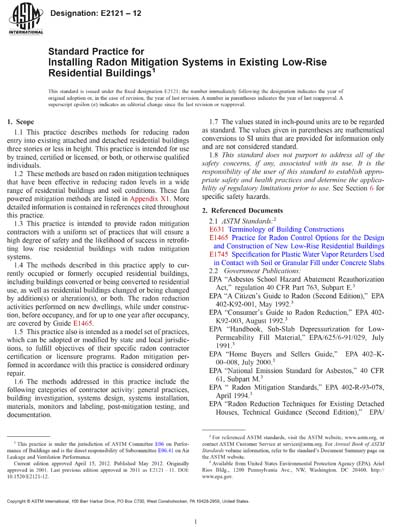 ASTM
INTERNATIONAL
Designation: E2121 – 12
Standard Practice for
Installing Radon Mitigation Systems in Existing Low-Rise
Residential Buildings1
This standard is issued under the fixed designation E2121; the number immediately following the designation indicates the year of
original adoption or, in the case of revision, the year of last revision. A number in parentheses indicates the year of last reapproval. A
superscript epsilon (ε) indicates an editorial change since the last revision or reapproval.
1. Scope
1.1 This practice describes methods for reducing radon
entry into existing attached and detached residential buildings
three stories or less in height. This practice is intended for use
by trained, certified or licensed, or both, or otherwise qualified
individuals.
1.2 These methods are based on radon mitigation techniques
that have been effective in reducing radon levels in a wide
range of residential buildings and soil conditions. These fan
powered mitigation methods are listed in Appendix X1. More
detailed information is contained in references cited throughout
this practice.
1.3 This practice is intended to provide radon mitigation
contractors with a uniform set of practices that will ensure a
high degree of safety and the likelihood of success in retrofit-
ting low rise residential buildings with radon mitigation
systems.
1.4 The methods described in this practice apply to cur-
rently occupied or formerly occupied residential buildings,
including buildings converted or being converted to residential
use, as well as residential buildings changed or being changed
by addition(s) or alteration(s), or both. The radon reduction
activities performed on new dwellings, while under construc-
tion, before occupancy, and for up to one year after occupancy,
are covered by Guide E1465.
1.5 This practice also is intended as a model set of practices,
which can be adopted or modified by state and local jurisdic-
tions, to fulfill objectives of their specific radon contractor
certification or licensure programs. Radon mitigation per-
formed in accordance with this practice is considered ordinary
repair.
1.6 The methods addressed in this practice include the
following categories of contractor activity: general practices,
building investigation, systems design, systems installation,
materials, monitors and labeling, post-mitigation testing, and
documentation.
1 This practice is under the jurisdiction of ASTM Committee E06 on Perfor-
mance of Buildings and is the direct responsibility of Subcommittee E06.41 on Air
Leakage and Ventilation Performance.
Current edition approved April 15, 2012. Published May 2012. Originally
approved in 2001. Last previous edition approved in 2011 as E2121 – 11. DOI:
10.1520/E2121-12.
1.7 The values stated in inch-pound units are to be regarded
as standard. The values given in parentheses are mathematical
conversions to SI units that are provided for information only
and are not considered standard.
1.8 This standard does not purport to address all of the
safety concerns, if any, associated with its use. It is the
responsibility of the user of this standard to establish appro-
priate safety and health practices and determine the applica-
bility of regulatory limitations prior to use. See Section 6 for
specific safety hazards.
2. Referenced Documents
2.1 ASTM Standards:2
E631 Terminology of Building Constructions
E1465 Practice for Radon Control Options for the Design
and Construction of New Low-Rise Residential Buildings
E1745 Specification for Plastic Water Vapor Retarders Used
in Contact with Soil or Granular Fill under Concrete Slabs
2.2 Government Publications:
EPA “Asbestos School Hazard Abatement Reauthorization
Act,” regulation 40 CFR Part 763, Subpart E.3
EPA “A Citizen’s Guide to Radon (Second Edition),” EPA
402-K92-001, May 1992.3
EPA “Consumer’s Guide to Radon Reduction,” EPA 402-
K92-003, August 1992.3
EPA “Handbook, Sub-Slab Depressurization for Low-
Permeability Fill Material,” EPA/625/6-91/029, July
1991.3
EPA “Home Buyers and Sellers Guide,” EPA 402-K-
00–008, July 2000.3
EPA “National Emission Standard for Asbestos,” 40 CFR
61, Subpart M.3
EPA “ Radon Mitigation Standards,” EPA 402-R-93-078,
April 1994.3
EPA “Radon Reduction Techniques for Existing Detached
Houses, Technical Guidance (Second Edition),” EPA/
2 For referenced ASTM standards, visit the ASTM website, www.astm.org, or
contact ASTM Customer Service at service@astm.org. For Annual Book of ASTM
Standards volume information, refer to the standard’s Document Summary page on
the ASTM website.
3 Available from United States Environmental Protection Agency (EPA), Ariel
Rios Bldg., 1200 Pennsylvania Ave., NW, Washington, DC 20460, http://
www.epa.gov.
Copyright © ASTM International, 100 Barr Harbor Drive, PO Box C700, West Conshohocken, PA 19428-2959, United States.
1